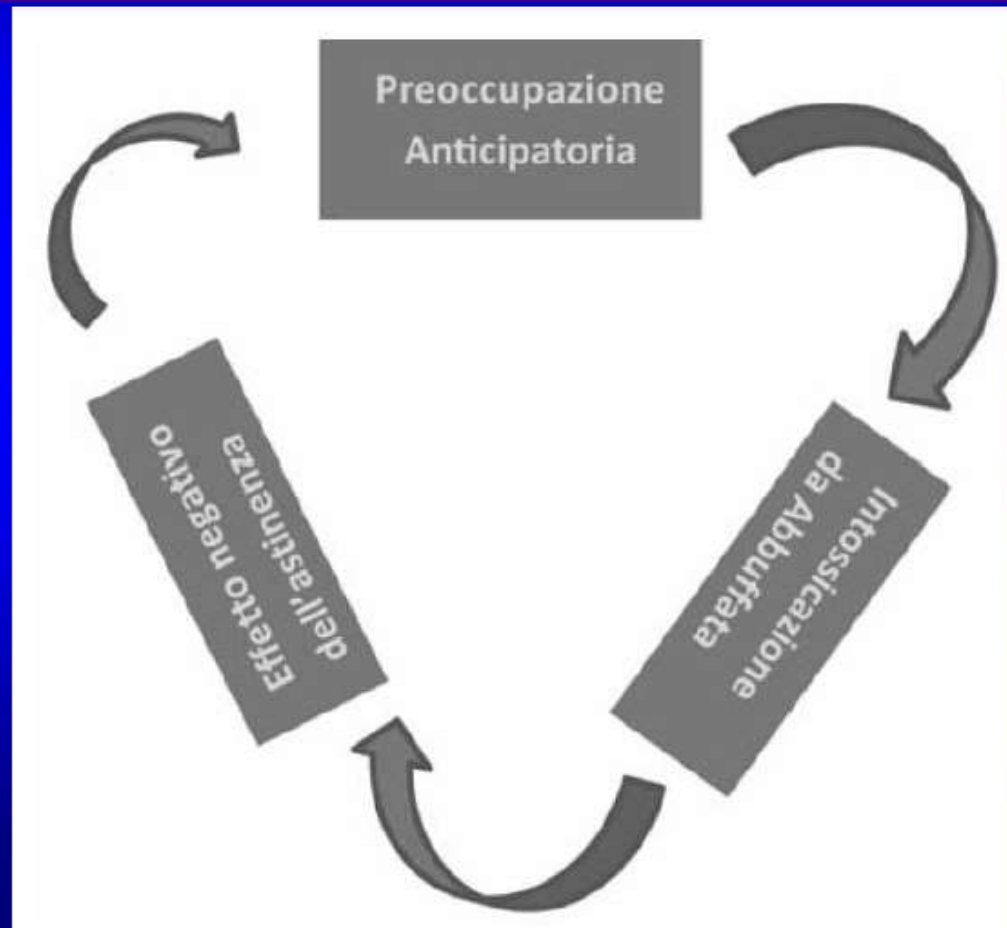 Preoccupazione
Anticipatoria
Intossicazione
da Abbuffata
Effetto negativo
dell'astinenza